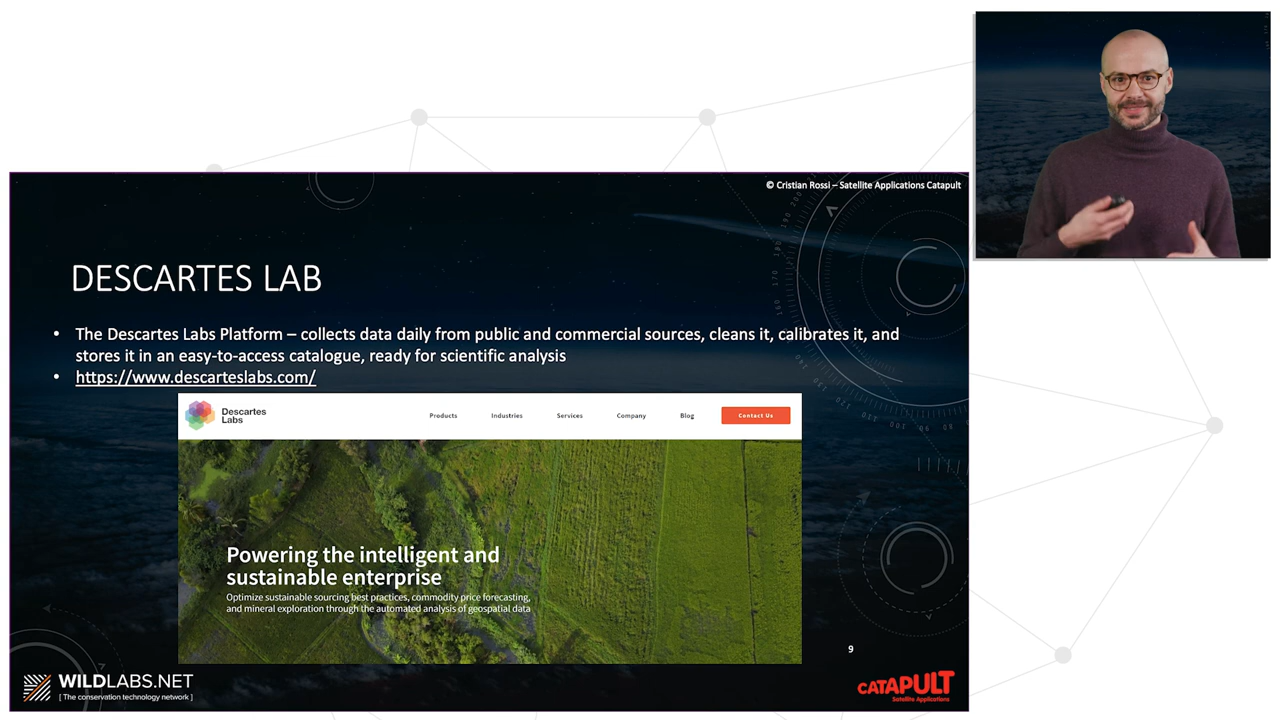 © Cristian Rossi – Satellite Applications Catapult
DESCARTES LAB
• The Descartes Labs Platform – collects data daily from public and commercial sources, cleans it, calibrates it, and
stores it in an easy-to-access catalogue, ready for scientific analysis
• https://www.descarteslabs.com/
Descartes
Labs
Products Industries Services Company Blog Contact Us
Powering the intelligent and
sustainable enterprise
Optimize sustainable sourcing best practices, commodity price forecasting,
and mineral exploration through the automated analysis of geospatial data
9
WILDLABS.NET
[ The conservation technology network ]
CATAPULT
Satellite Applications